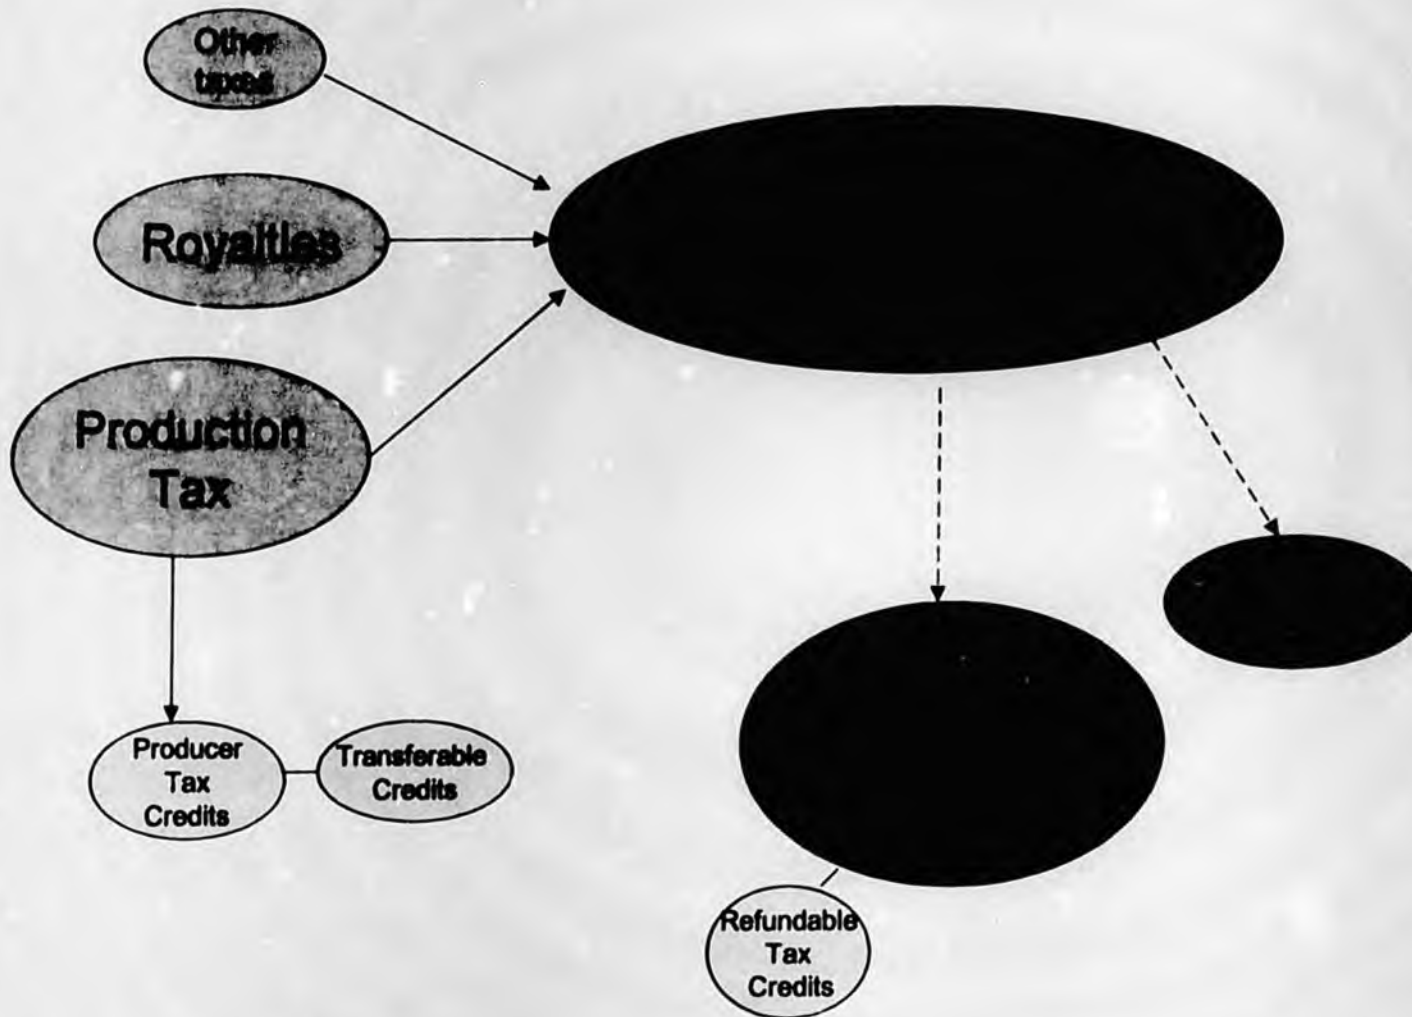 Other
taxes
Royalties
Production
Tax
Producer
Tax
Credits
Transferable
Credits
Refundable
Tax
Credits